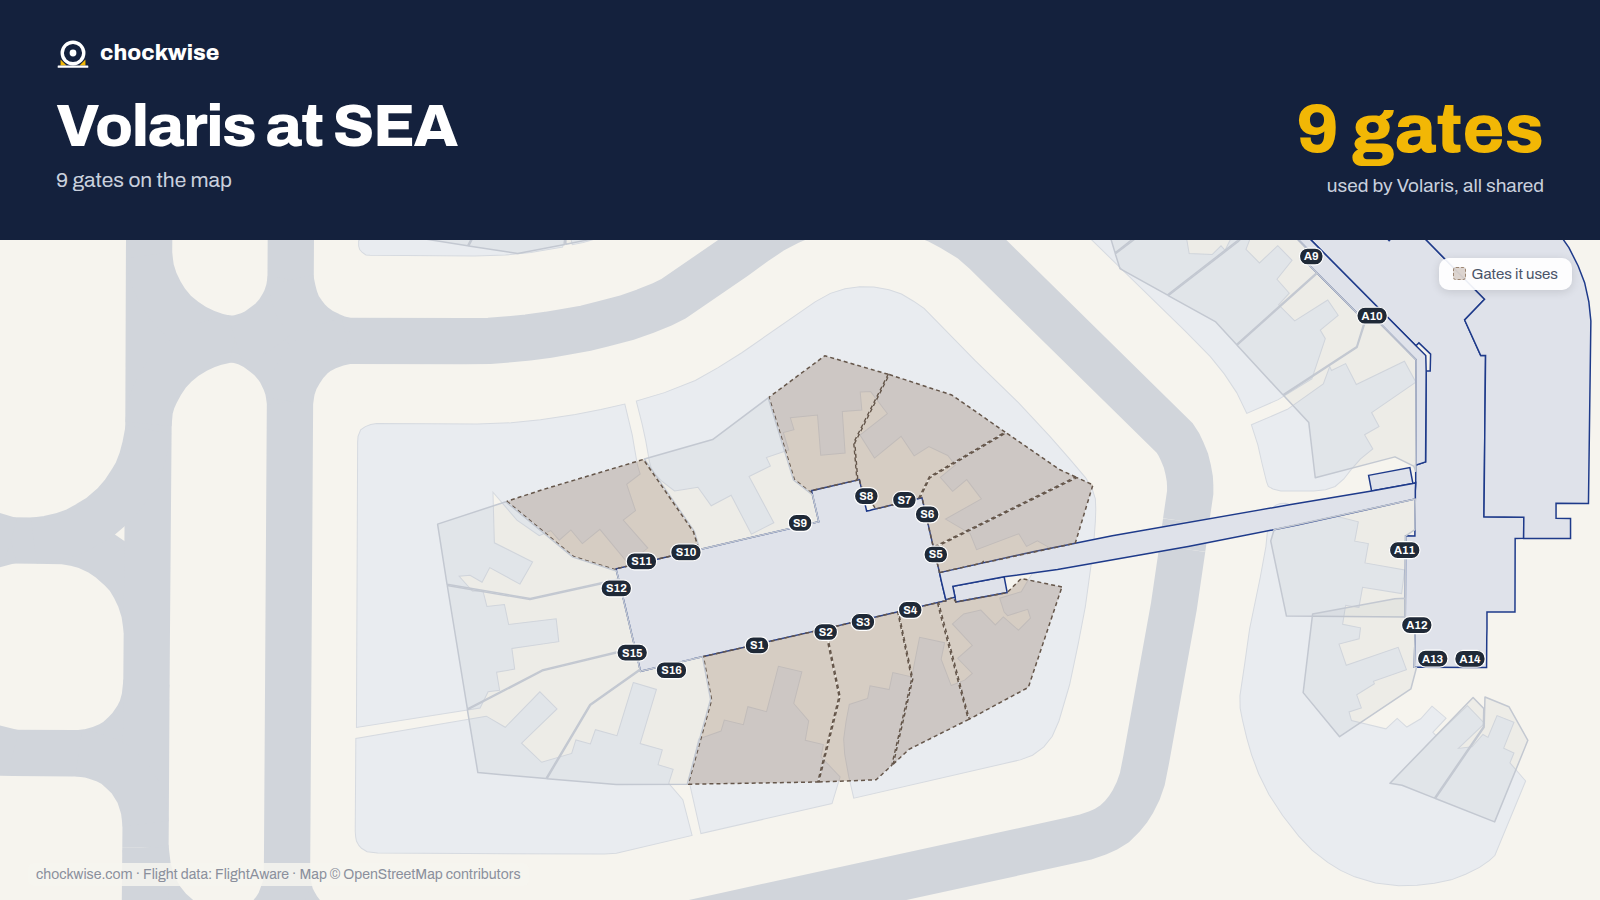 chockwise
Volaris at SEA
9 gates on the map
9 gates
used by Volaris, all shared
Gates it uses
A9
A10
S8
S7
S9
S6
S5
S10
S11
S12
A11
S4
S3
S2
S1
S15
S16
A12
A13
A14
chockwise.com · Flight data: FlightAware · Map © OpenStreetMap contributors